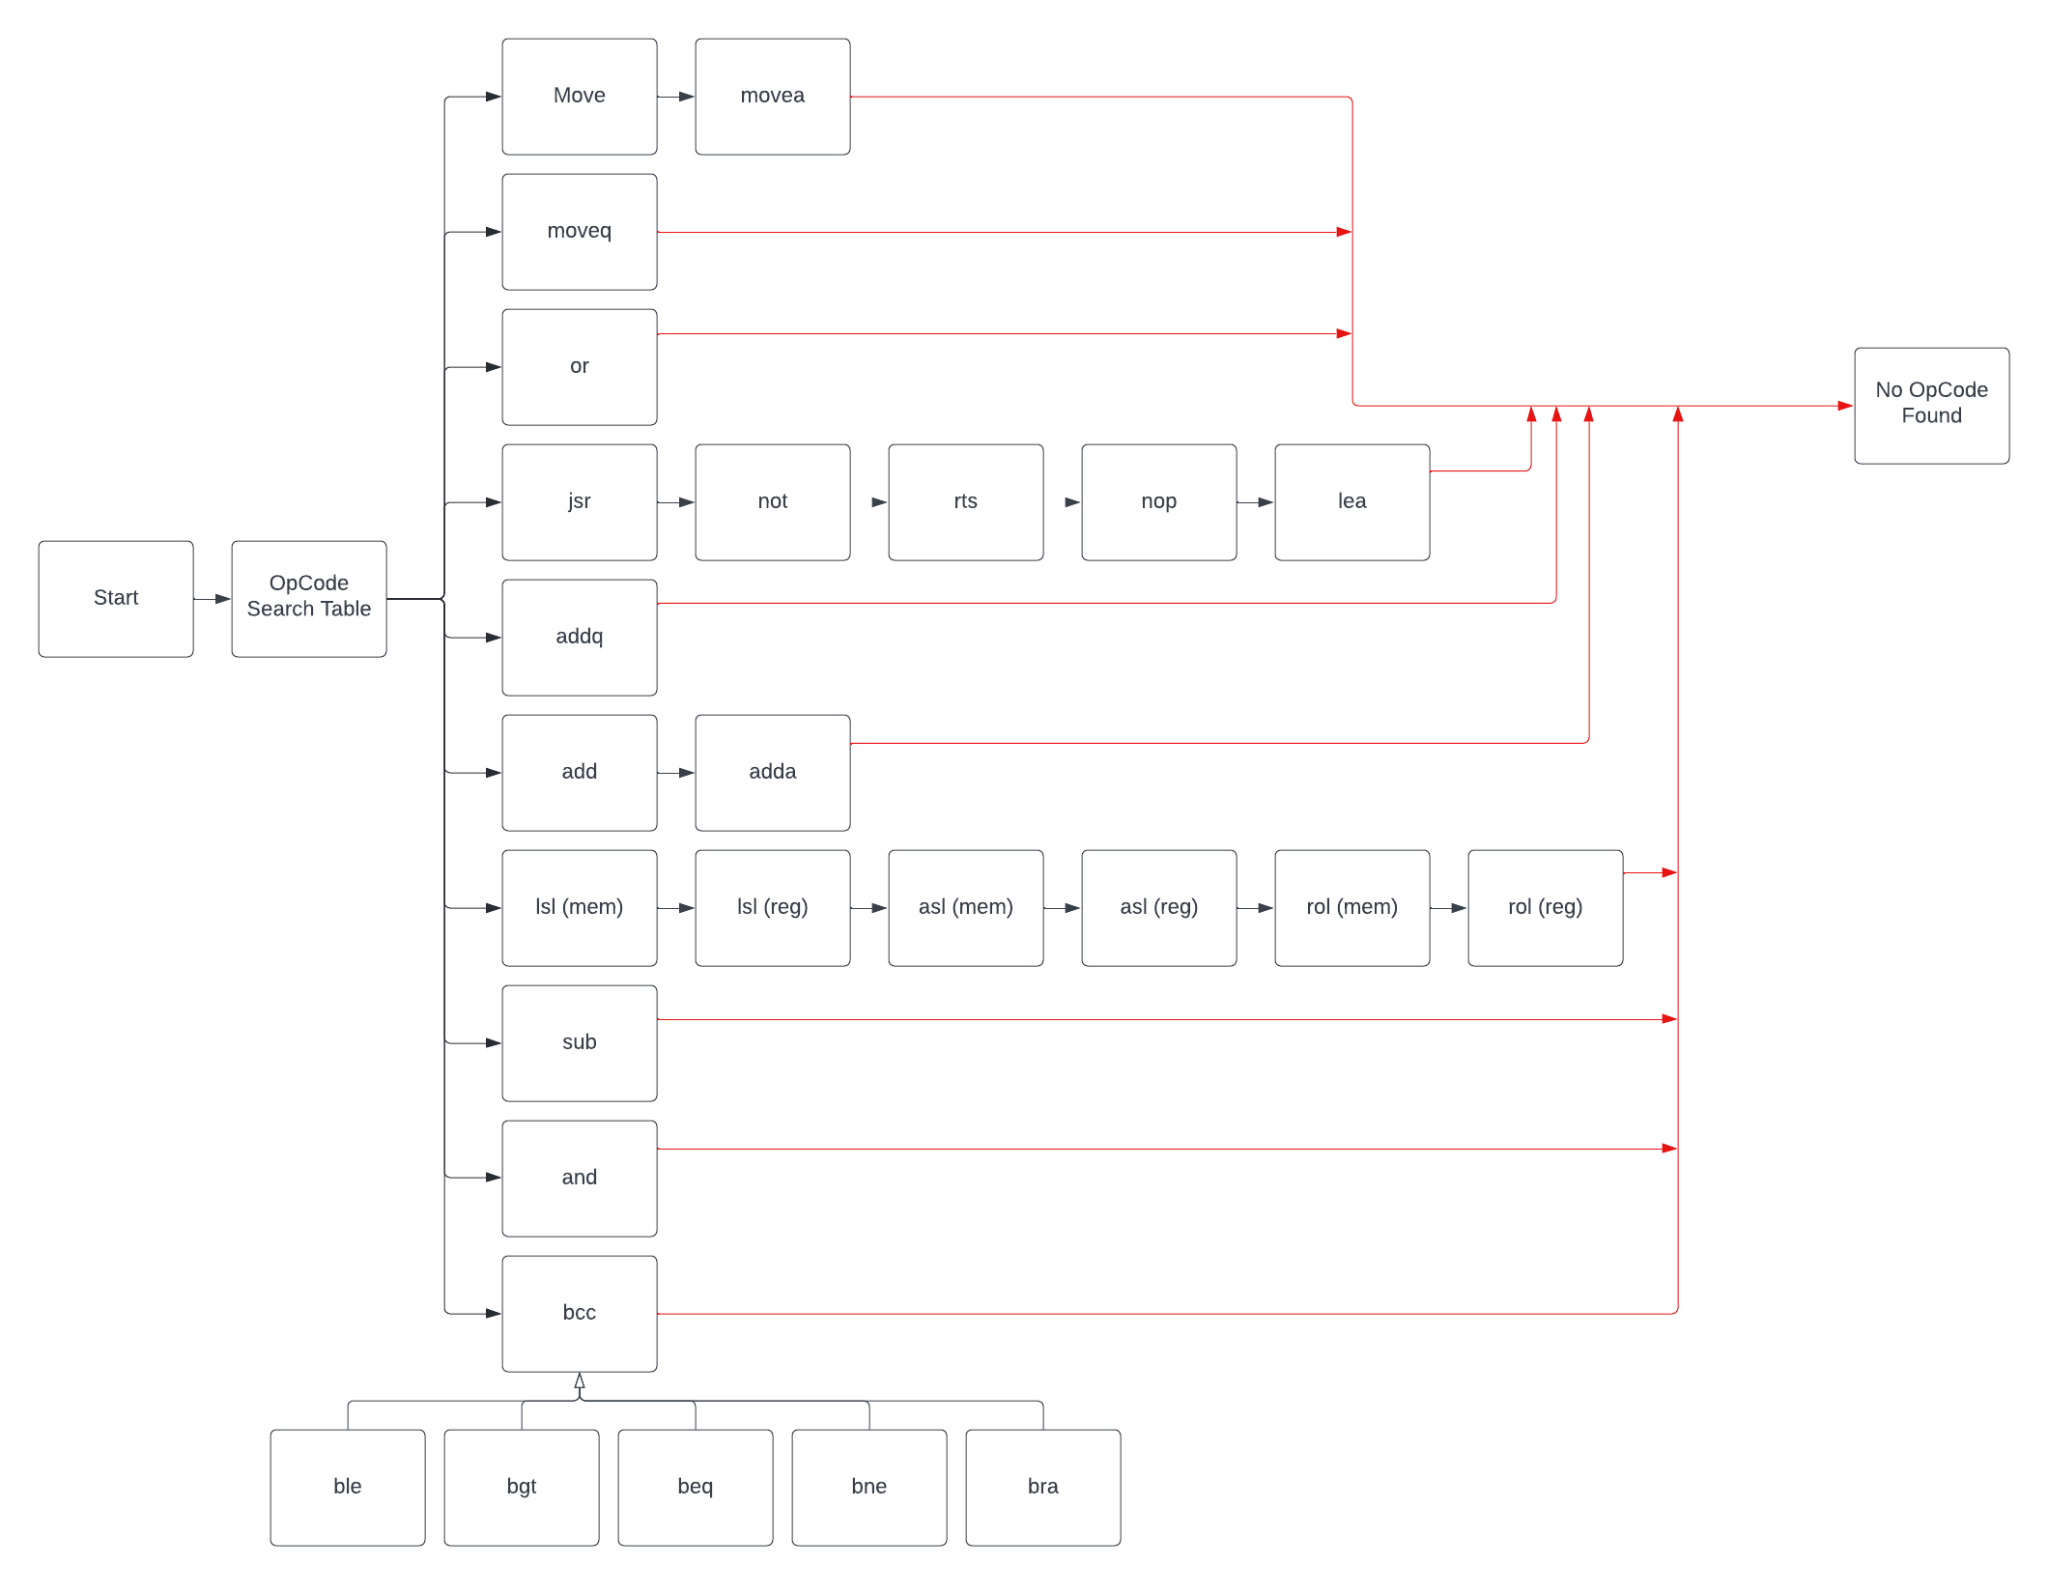 Move
movea
moveq
or
No OpCode
Found
jsr
not
rts
nop
lea
Start
OpCode
Search Table
addq
add
adda
lsl (mem)
lsl (reg)
asl (mem)
asl (reg)
rol (mem)
rol (reg)
sub
and
bcc
ble
bgt
beq
bne
bra